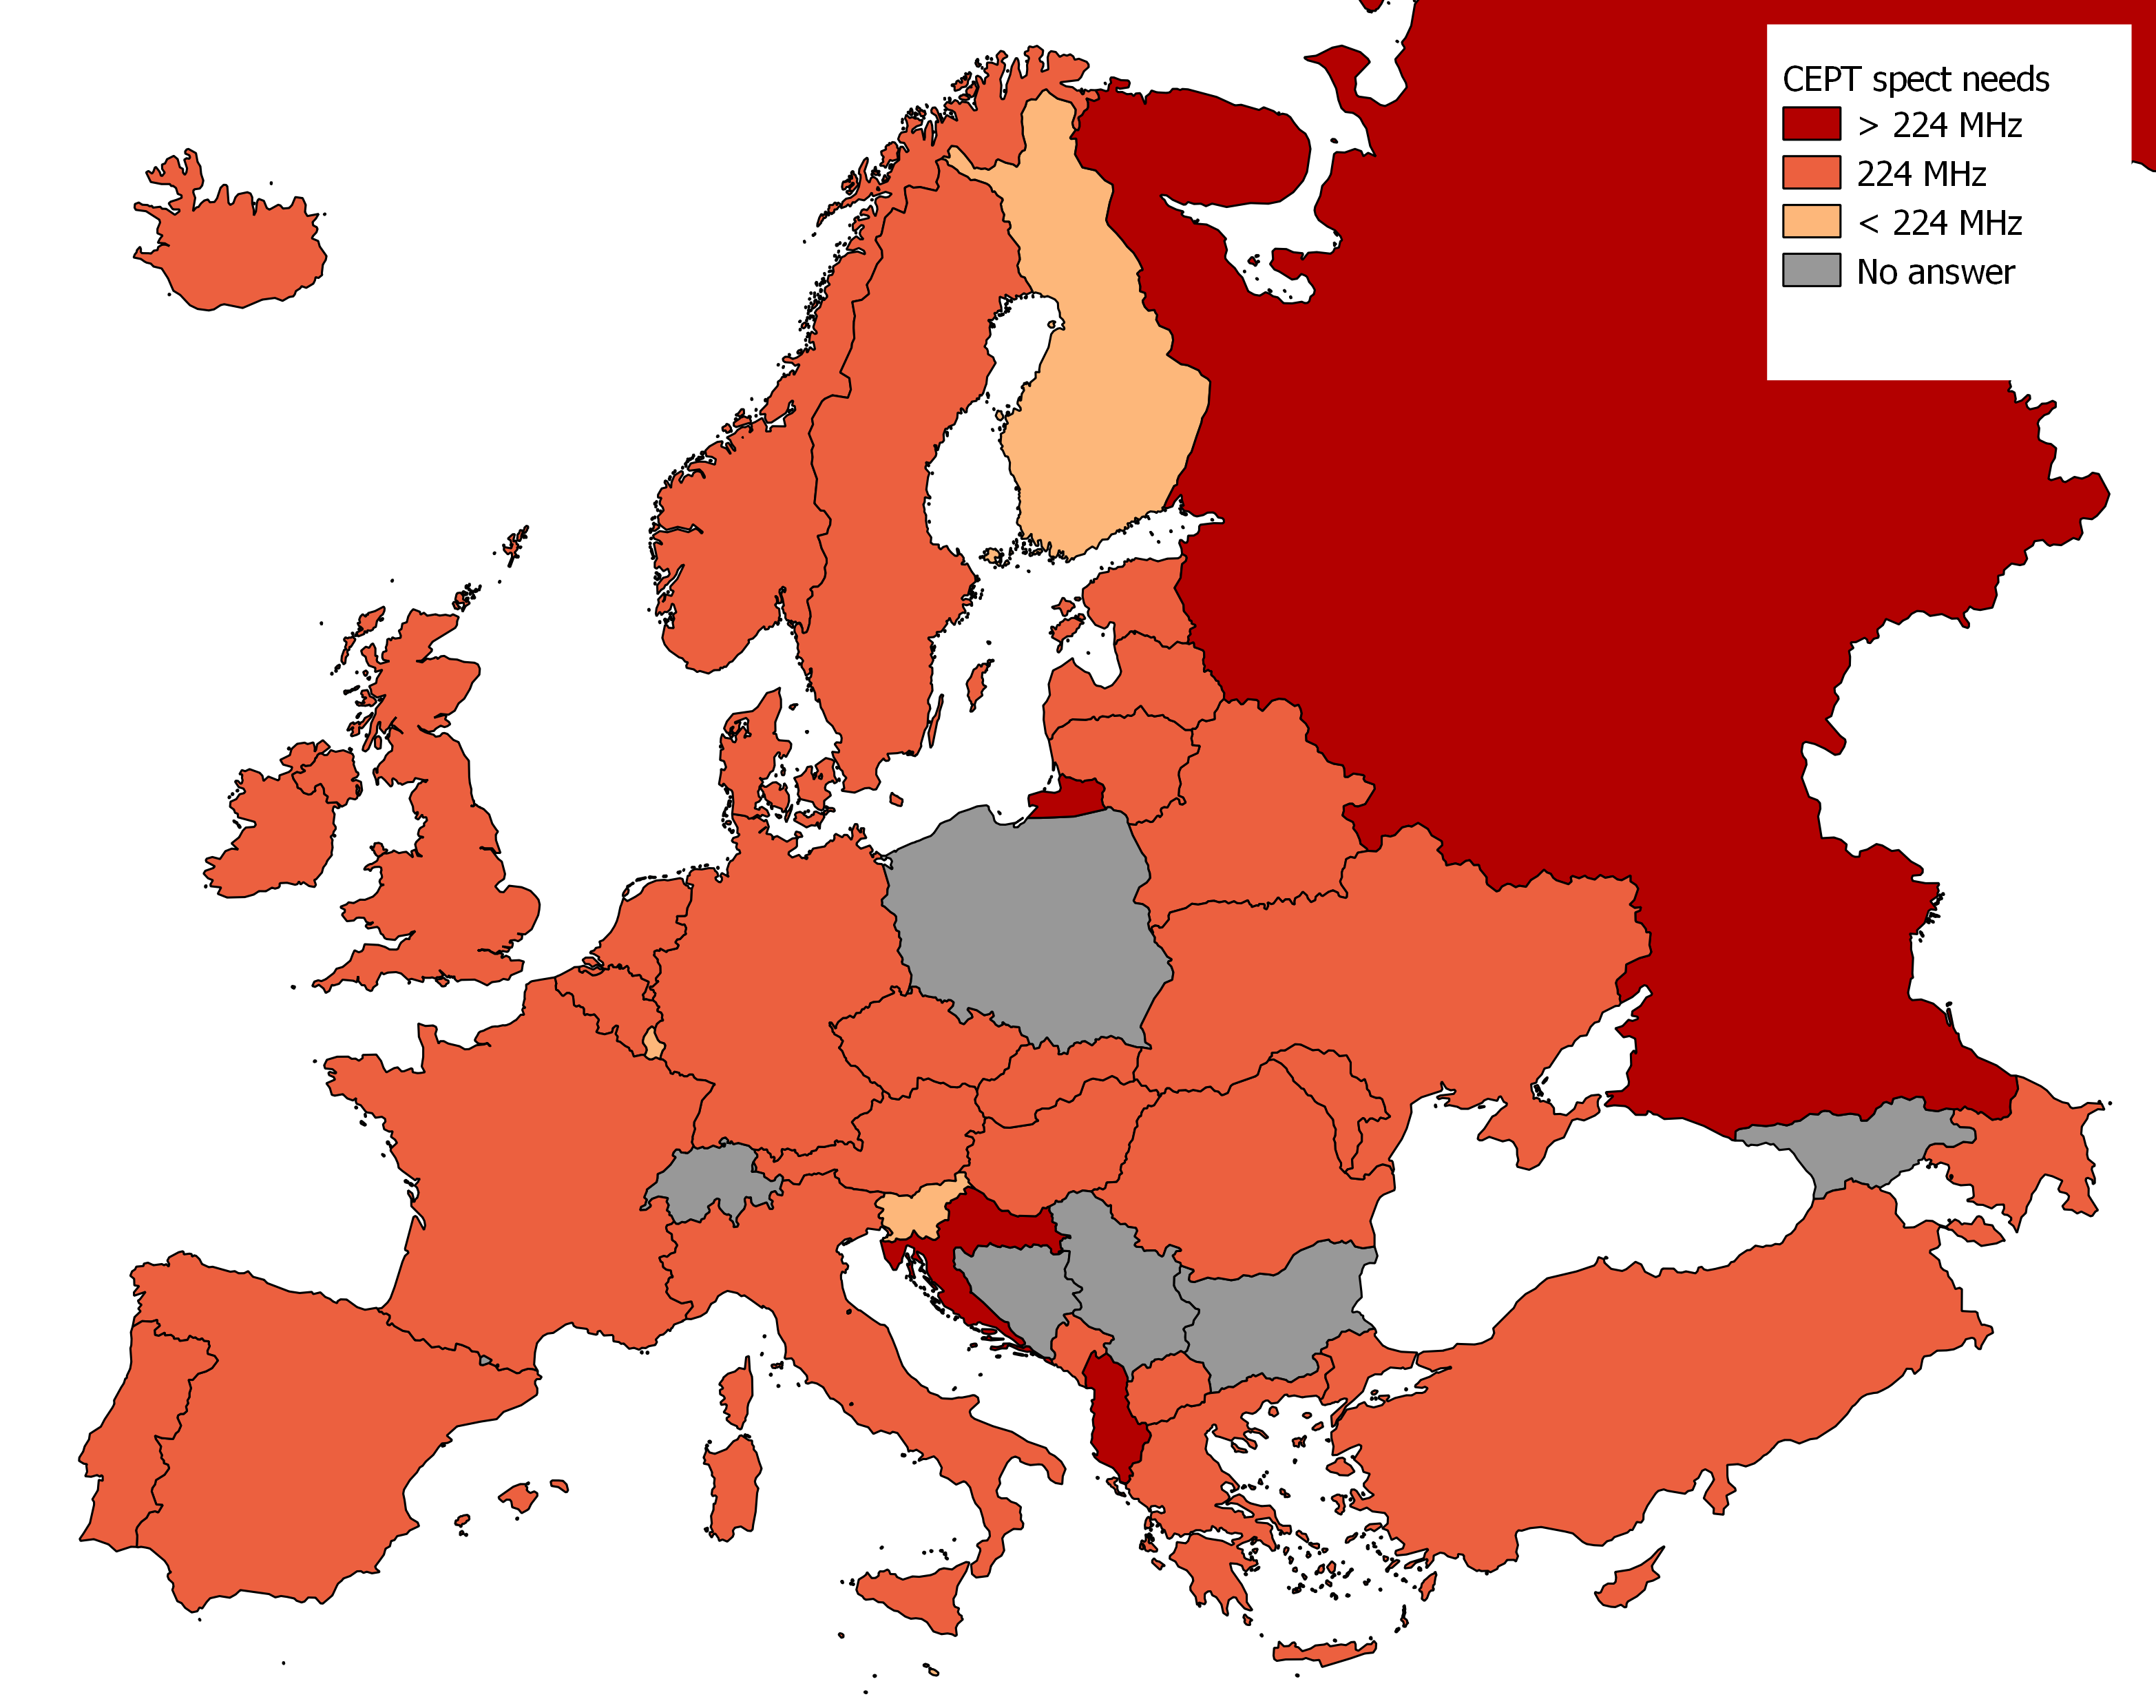 CEPT spect needs
> 224 MHz
224 MHz
< 224 MHz
No answer